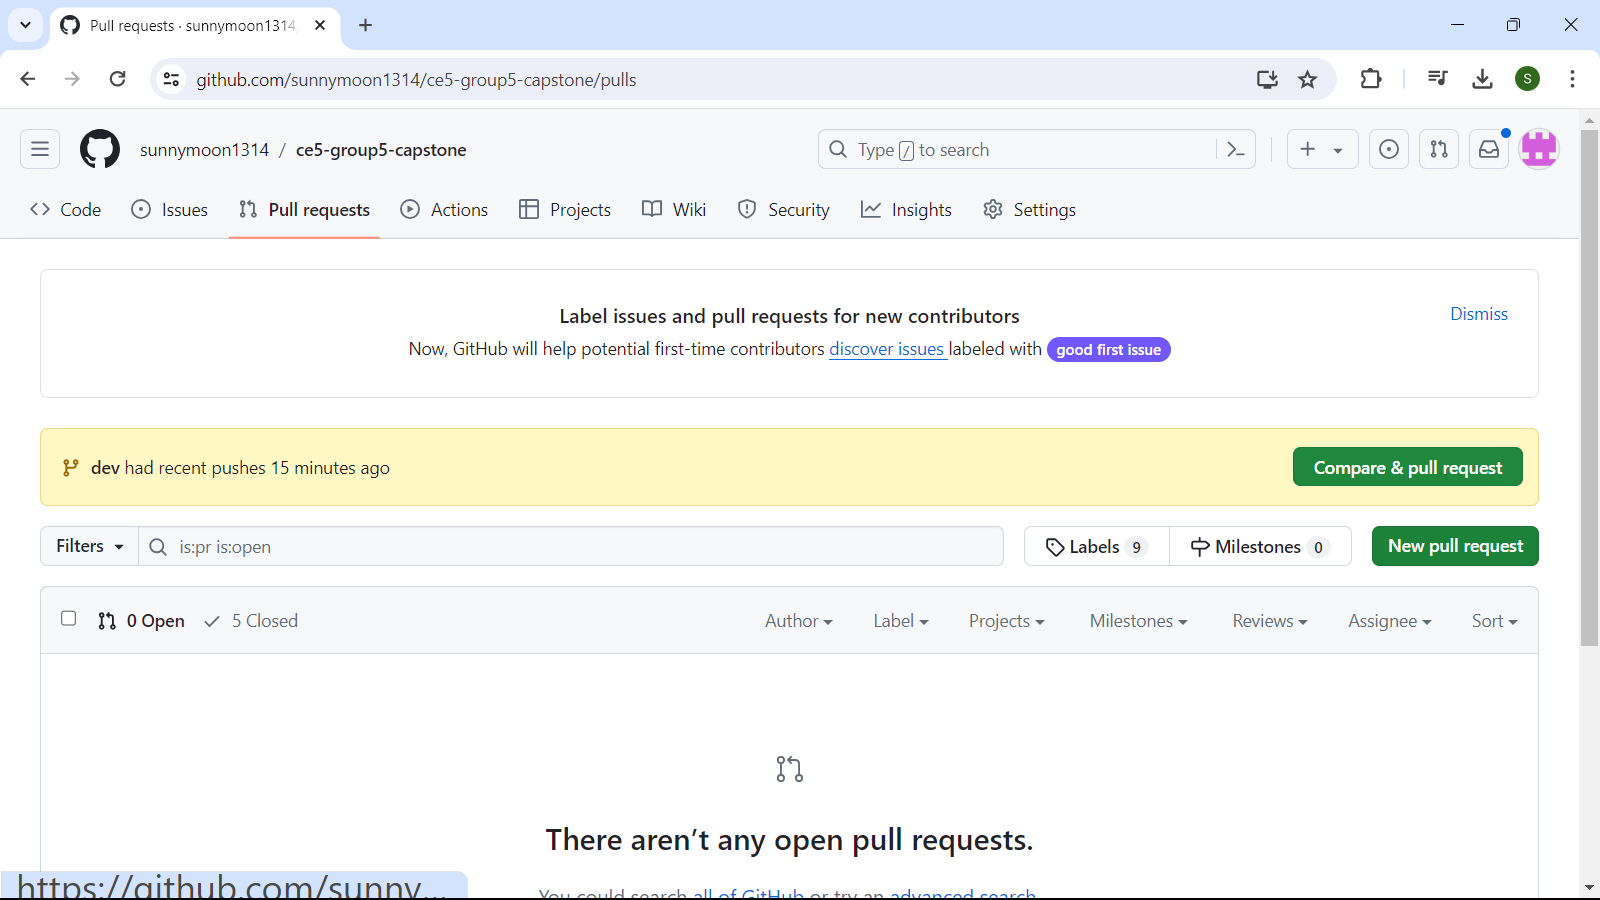 Pull requests · sunnymoon1314/
github.com/sunnymoon1314/ce5-group5-capstone/pulls
S
sunnymoon1314 / ce5-group5-capstone
Type / to search
Code Issues Pull requests Actions Projects Wiki Security Insights Settings
Label issues and pull requests for new contributors
Dismiss
Now, GitHub will help potential first-time contributors discover issues labeled with good first issue
dev had recent pushes 15 minutes ago
Compare & pull request
Filters is:pr is:open Labels 9 Milestones 0 New pull request
0 Open 5 Closed Author Label Projects Milestones Reviews Assignee Sort
There aren’t any open pull requests.
You could search all of GitHub or try an advanced search.
https://github.com/sunny...